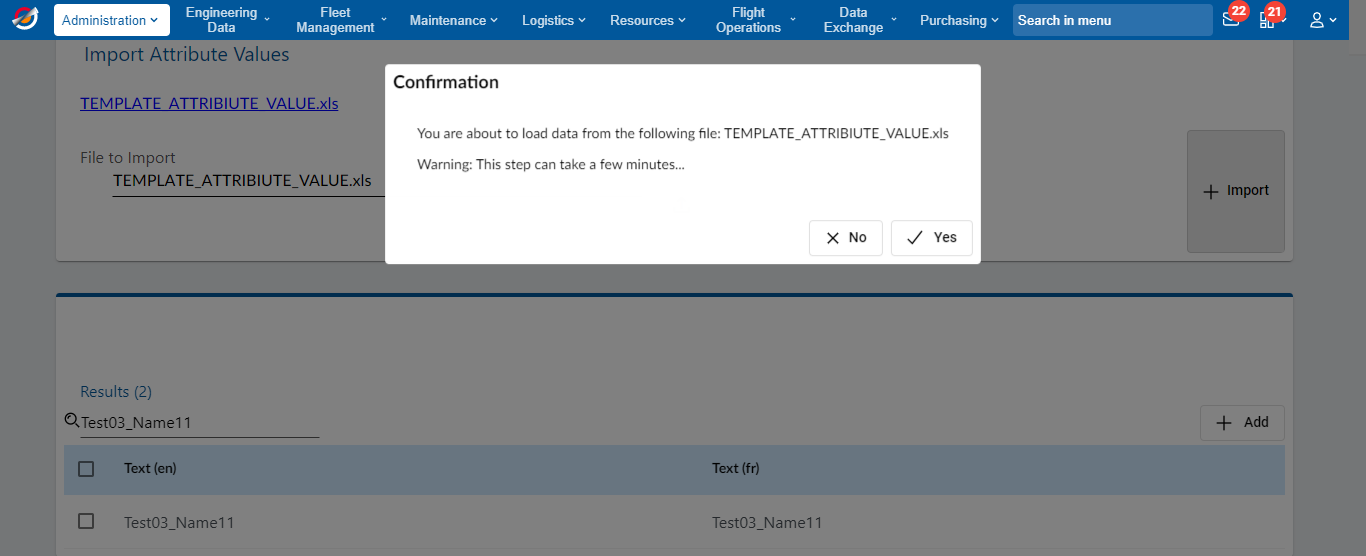 Administration
Engineering Data
Fleet Management
Maintenance
Logistics
Resources
Flight Operations
Data Exchange
Purchasing
Search in menu
22
21
Import Attribute Values
Confirmation
TEMPLATE_ATTRIBIUTE_VALUE.xls
You are about to load data from the following file: TEMPLATE_ATTRIBIUTE_VALUE.xls
Warning: This step can take a few minutes...
File to Import
TEMPLATE_ATTRIBIUTE_VALUE.xls
Import
No
Yes
Results (2)
Test03_Name11
Add
Text (en) Text (fr)
Test03_Name11 Test03_Name11